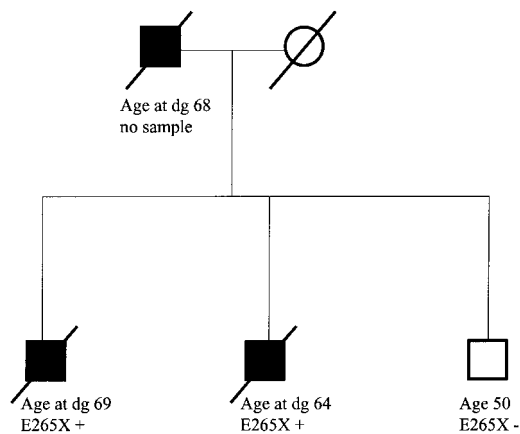 Age at dg 68
no sample
Age at dg 69
E265X +
Age at dg 64
E265X +
Age 50
E265X -